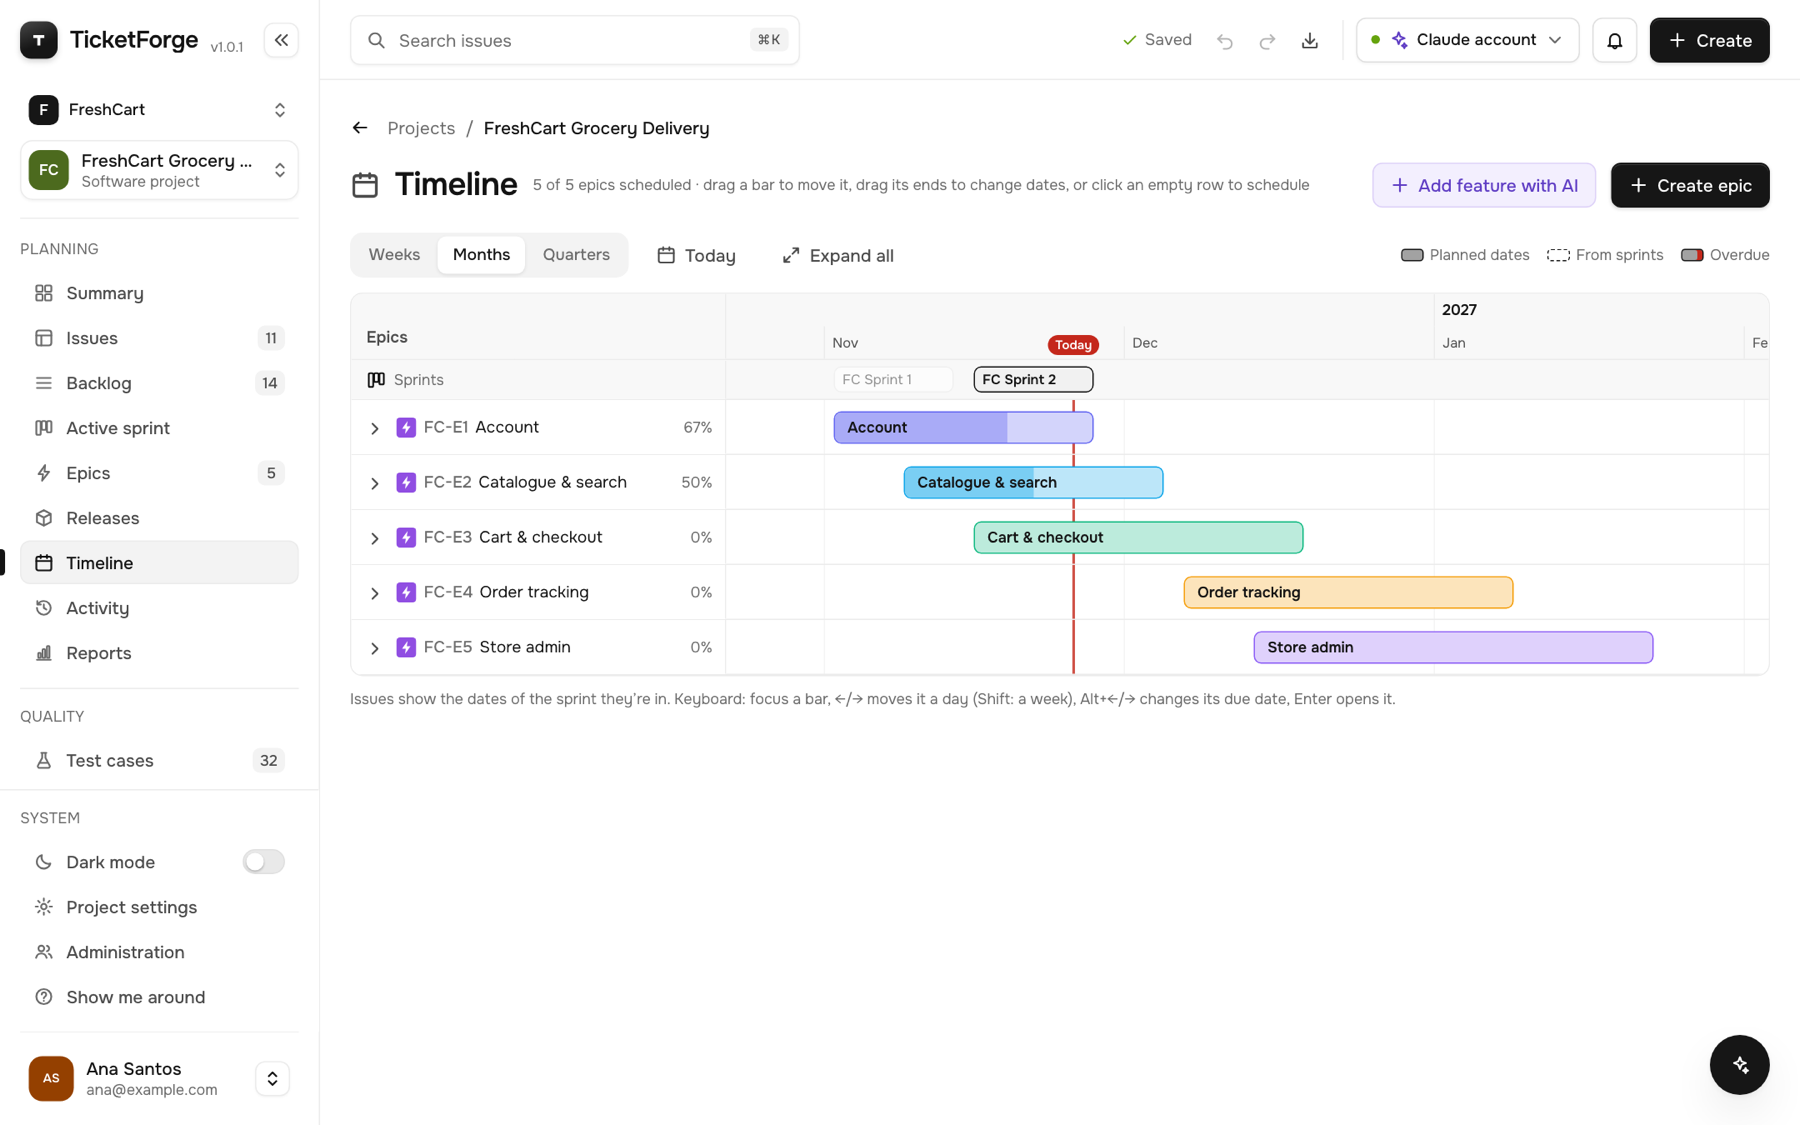 T TicketForge v1.0.1
Search issues ⌘K
Saved
Claude account
+ Create
F FreshCart
FC FreshCart Grocery ...
Software project
← Projects / FreshCart Grocery Delivery
Timeline 5 of 5 epics scheduled · drag a bar to move it, drag its ends to change dates, or click an empty row to schedule
+ Add feature with AI
+ Create epic
PLANNING
Summary
Issues 11
Backlog 14
Active sprint
Epics 5
Releases
Timeline
Activity
Reports
QUALITY
Test cases 32
SYSTEM
Dark mode
Project settings
Administration
Show me around
AS Ana Santos
ana@example.com
Weeks Months Quarters Today Expand all
Planned dates From sprints Overdue
2027
Epics Nov Today Dec Jan Fe
Sprints FC Sprint 1 FC Sprint 2
FC-E1 Account 67% Account
FC-E2 Catalogue & search 50% Catalogue & search
FC-E3 Cart & checkout 0% Cart & checkout
FC-E4 Order tracking 0% Order tracking
FC-E5 Store admin 0% Store admin
Issues show the dates of the sprint they're in. Keyboard: focus a bar, ←/→ moves it a day (Shift: a week), Alt+←/→ changes its due date, Enter opens it.